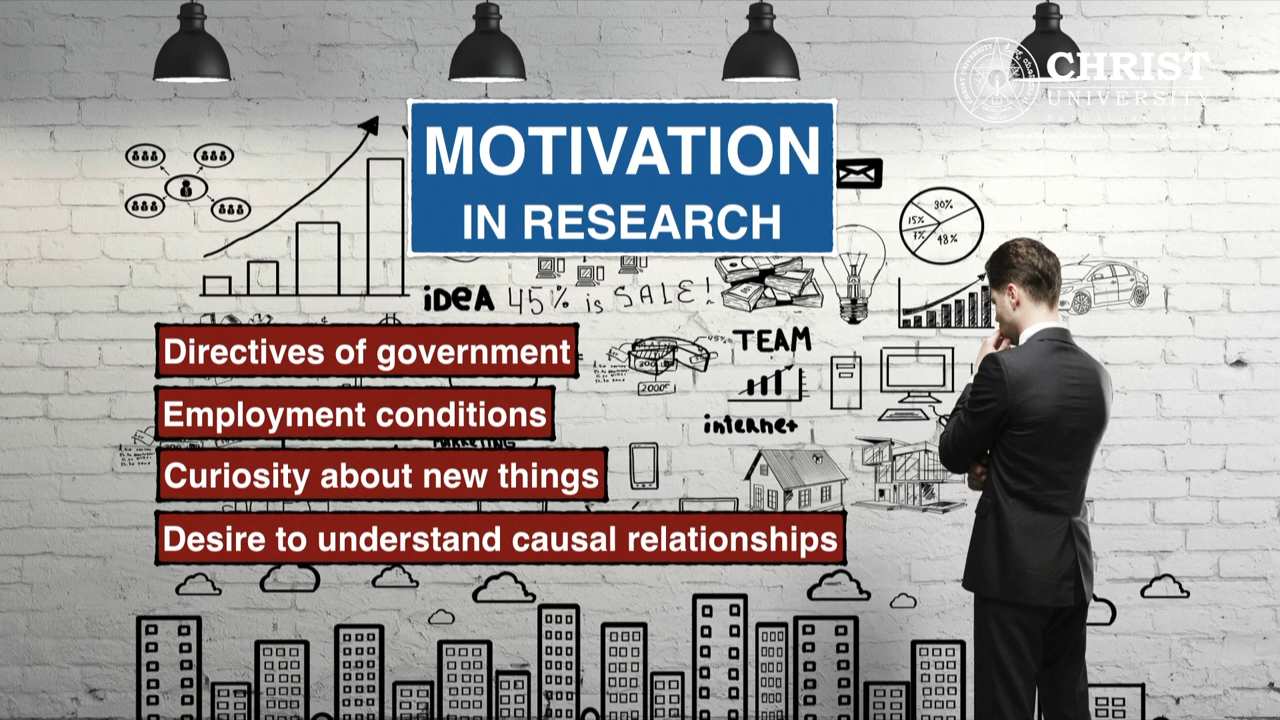 CHRIST
UNIVERSITY
MOTIVATION
IN RESEARCH
30%
15%
7%
48%
iDeA 45% is SALE!
Directives of government
TEAM
Employment conditions
internet
MARKETING
Curiosity about new things
Desire to understand causal relationships